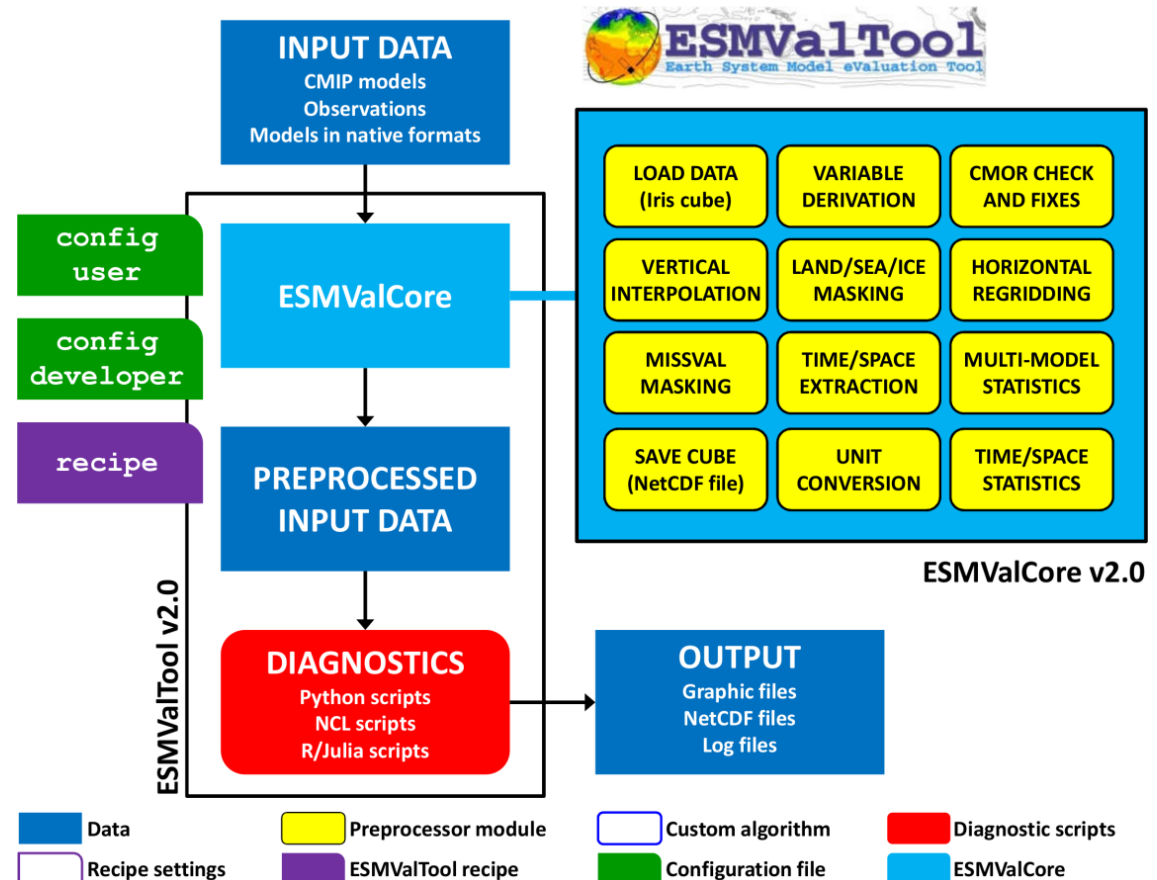 INPUT DATA
CMIP models
Observations
Models in native formats
ESMValTool
Earth System Model eValuation Tool
config
user
config
developer
recipe
ESMValCore
PREPROCESSED
INPUT DATA
DIAGNOSTICS
Python scripts
NCL scripts
R/Julia scripts
ESMValTool v2.0
LOAD DATA
(Iris cube)
VARIABLE
DERIVATION
CMOR CHECK
AND FIXES
VERTICAL
INTERPOLATION
LAND/SEA/ICE
MASKING
HORIZONTAL
REGRIDDING
MISSVAL
MASKING
TIME/SPACE
EXTRACTION
MULTI-MODEL
STATISTICS
SAVE CUBE
(NetCDF file)
UNIT
CONVERSION
TIME/SPACE
STATISTICS
ESMValCore v2.0
OUTPUT
Graphic files
NetCDF files
Log files
Data
Preprocessor module
Custom algorithm
Diagnostic scripts
Recipe settings
ESMValTool recipe
Configuration file
ESMValCore